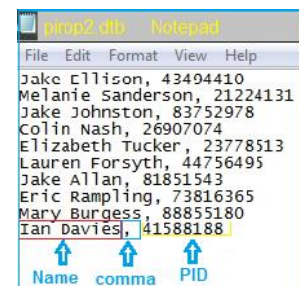 pirop2.dtb Notepad
File Edit Format View Help
Jake Ellison, 43494410
Melanie Sanderson, 21224131
Jake Johnston, 83752978
Colin Nash, 26907074
Elizabeth Tucker, 23778513
Lauren Forsyth, 44756495
Jake Allan, 81851543
Eric Rampling, 73816365
Mary Burgess, 88855180
Ian Davies, 41588188
Name comma PID